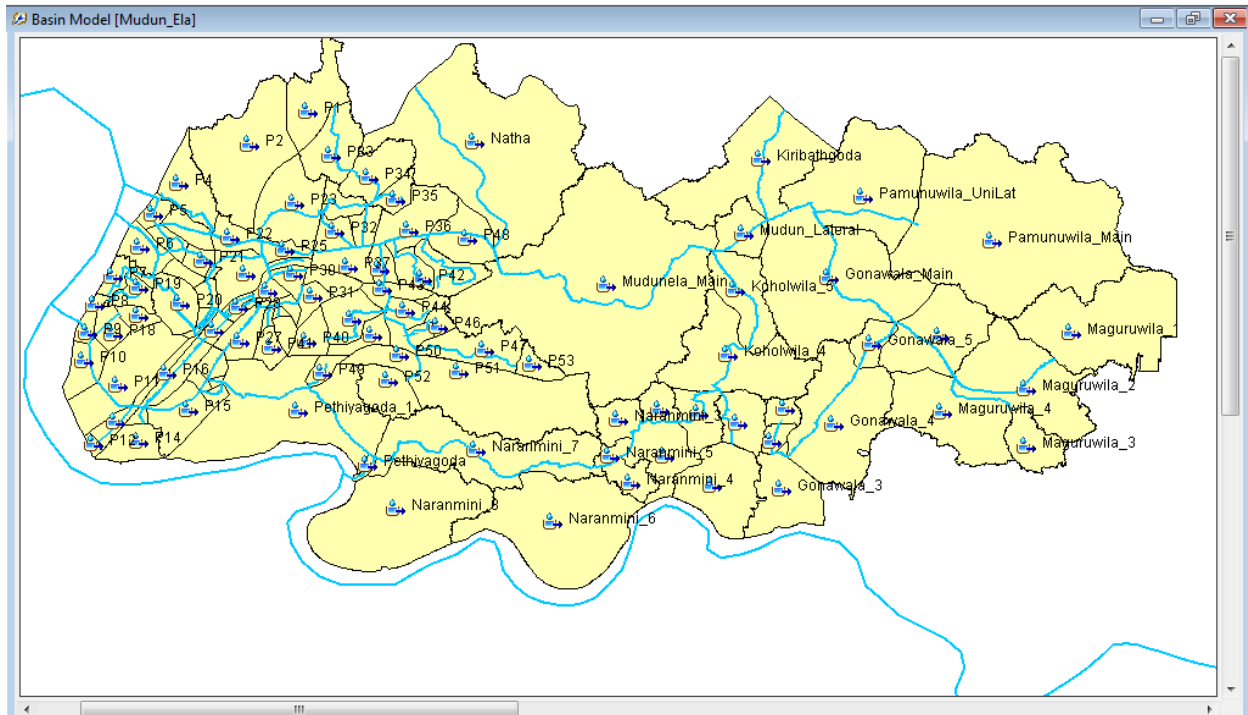 Basin Model [Mudun_Ela]
P1
P2
Natha
P33
Kiribathgoda
P34
P4
Pamunuwila_UniLat
P35
P23
P5
P32
P36
Mudun_Lateral
P22
P48
Pamunuwila_Main
P6
P25
P21
P37
P30
Gonawala_Main
P7
P42
Mudunela_Main
P19
P43
Koholwila_3
P31
P8
P20
P29
P44
P18
P46
P9
Maguruwila_1
P27
P40
Gonawala_5
P41
P47
P10
P50
Koholwila_4
P53
P16
P49
P51
P11
P52
Maguruwila_2
Pethiyagoda_1
P15
Naranmini_3
Maguruwila_4
Gonawala_4
P12
P14
Maguruwila_3
Naranmini_7
Naranmini_5
Pethiyagoda
Naranmini_4
Gonawala_3
Naranmini_8
Naranmini_6